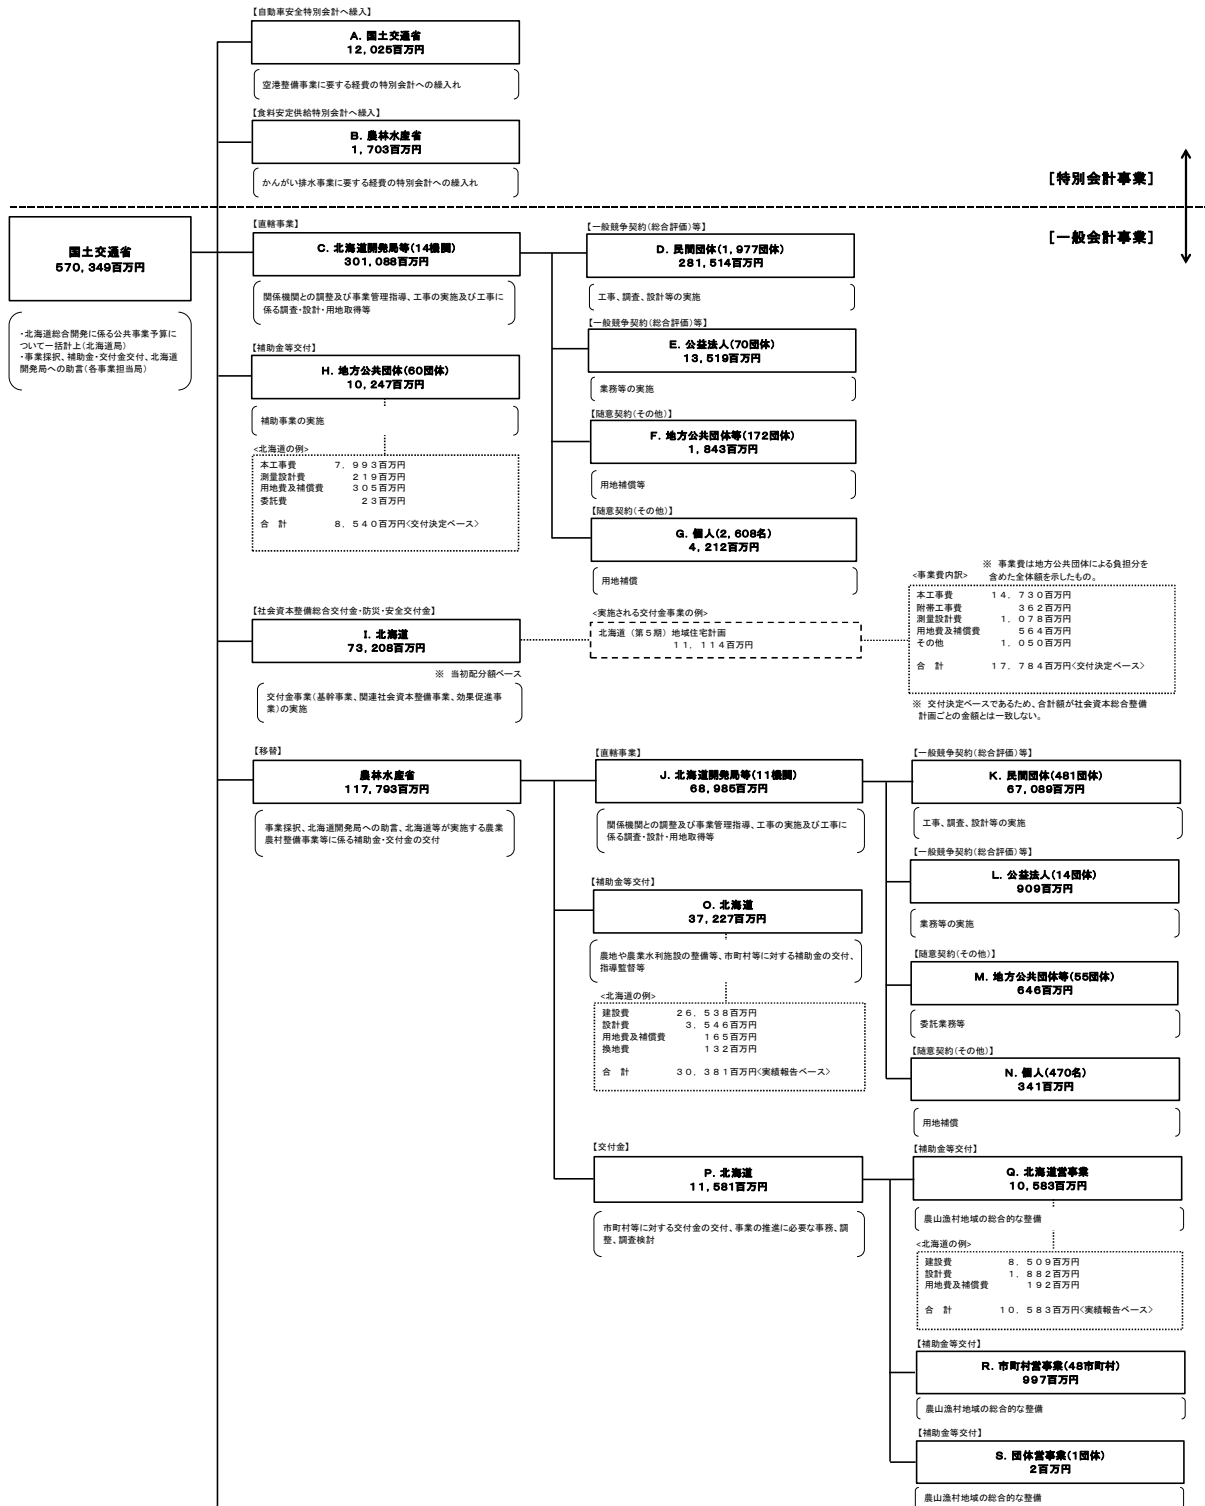 【自動車安全特別会計へ繰入】
A．国土交通省
12，025百万円
空港整備事業に要する経費の特別会計への繰入れ
【食料安定供給特別会計へ繰入】
B．農林水産省
1，703百万円
かんがい排水事業に要する経費の特別会計への繰入れ
[特別会計事業]
[一般会計事業]
国土交通省
570，349百万円
・北海道総合開発に係る公共事業予算に
ついて一括計上(北海道局)
・事業採択、補助金・交付金交付、北海道
開発局への助言(各事業担当局)
【直轄事業】
C．北海道開発局等(14機関)
301，088百万円
関係機関との調整及び事業管理指導、工事の実施及び工事に
係る調査・設計・用地取得等
【一般競争契約(総合評価)等】
D．民間団体(1，977団体)
281，514百万円
工事、調査、設計等の実施
【一般競争契約(総合評価)等】
E．公益法人(70団体)
13，519百万円
業務等の実施
【随意契約(その他)】
F．地方公共団体等(172団体)
1，843百万円
用地補償等
【随意契約(その他)】
G．個人(2，608名)
4，212百万円
用地補償
【補助金等交付】
H．地方公共団体(60団体)
10，247百万円
補助事業の実施
<北海道の例>
本工事費 7，993百万円
測量設計費 219百万円
用地費及補償費 305百万円
委託費 23百万円
合 計 8，540百万円<交付決定ベース>
【社会資本整備総合交付金・防災・安全交付金】
I．北海道
73，208百万円
※ 当初配分額ベース
交付金事業(基幹事業、関連社会資本整備事業、効果促進事
業)の実施
<実施される交付金事業の例>
北海道（第５期）地域住宅計画
11，114百万円
※ 事業費は地方公共団体による負担分を
含めた全体額を示したもの。
<事業費内訳>
本工事費 14，730百万円
附帯工事費 362百万円
測量設計費 1，078百万円
用地費及補償費 564百万円
その他 1，050百万円
合 計 17，784百万円<交付決定ベース>
※ 交付決定ベースであるため、合計額が社会資本総合整備
計画ごとの金額とは一致しない。
【移替】
農林水産省
117，793百万円
事業採択、北海道開発局への助言、北海道等が実施する農業
農村整備事業等に係る補助金・交付金の交付
【直轄事業】
J．北海道開発局等(11機関)
68，985百万円
関係機関との調整及び事業管理指導、工事の実施及び工事に
係る調査・設計・用地取得等
【一般競争契約(総合評価)等】
K．民間団体(481団体)
67，089百万円
工事、調査、設計等の実施
【一般競争契約(総合評価)等】
L．公益法人(14団体)
909百万円
業務等の実施
【随意契約(その他)】
M．地方公共団体等(55団体)
646百万円
委託業務等
【随意契約(その他)】
N．個人(470名)
341百万円
用地補償
【補助金等交付】
O．北海道
37，227百万円
農地や農業水利施設の整備等、市町村等に対する補助金の交付、
指導監督等
<北海道の例>
建設費 26，538百万円
設計費 3，546百万円
用地費及補償費 165百万円
換地費 132百万円
合 計 30，381百万円<実績報告ベース>
【交付金】
P．北海道
11，581百万円
市町村等に対する交付金の交付、事業の推進に必要な事務、調
整、調査検討
【補助金等交付】
Q．北海道営事業
10，583百万円
農山漁村地域の総合的な整備
<北海道の例>
建設費 8，509百万円
設計費 1，882百万円
用地費及補償費 192百万円
合 計 10，583百万円<実績報告ベース>
【補助金等交付】
R．市町村営事業(48市町村)
997百万円
農山漁村地域の総合的な整備
【補助金等交付】
S．団体営事業(1団体)
2百万円
農山漁村地域の総合的な整備